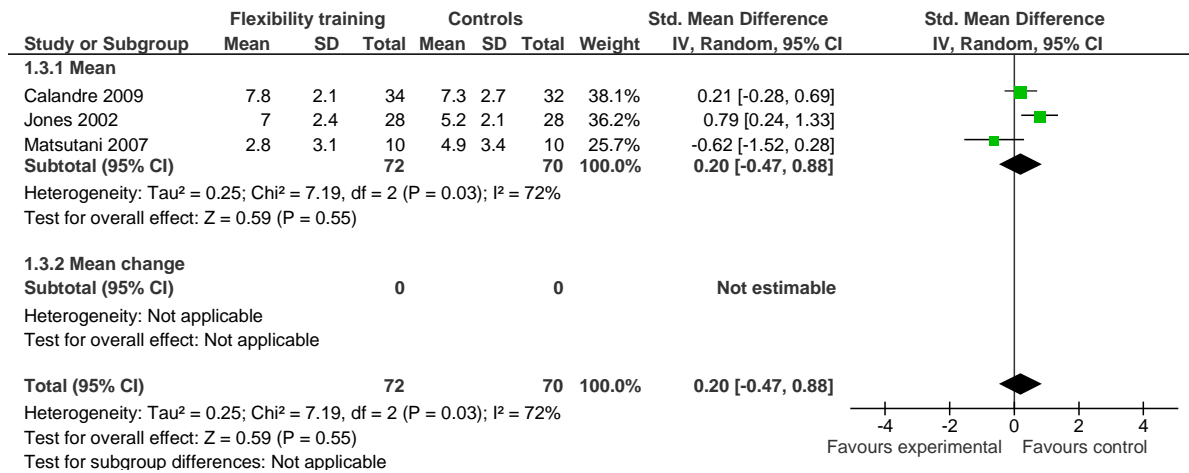 Flexibility training Controls Std. Mean Difference Std. Mean Difference
Study or Subgroup Mean SD Total Mean SD Total Weight IV, Random, 95% CI IV, Random, 95% CI
1.3.1 Mean
Calandre 2009 7.8 2.1 34 7.3 2.7 32 38.1% 0.21 [-0.28, 0.69]
Jones 2002 7 2.4 28 5.2 2.1 28 36.2% 0.79 [0.24, 1.33]
Matsutani 2007 2.8 3.1 10 4.9 3.4 10 25.7% -0.62 [-1.52, 0.28]
Subtotal (95% CI) 72 70 100.0% 0.20 [-0.47, 0.88]
Heterogeneity: Tau² = 0.25; Chi² = 7.19, df = 2 (P = 0.03); I² = 72%
Test for overall effect: Z = 0.59 (P = 0.55)
1.3.2 Mean change
Subtotal (95% CI) 0 0 Not estimable
Heterogeneity: Not applicable
Test for overall effect: Not applicable
Total (95% CI) 72 70 100.0% 0.20 [-0.47, 0.88]
Heterogeneity: Tau² = 0.25; Chi² = 7.19, df = 2 (P = 0.03); I² = 72%
Test for overall effect: Z = 0.59 (P = 0.55)
Test for subgroup differences: Not applicable
-4 -2 0 2 4
Favours experimental Favours control